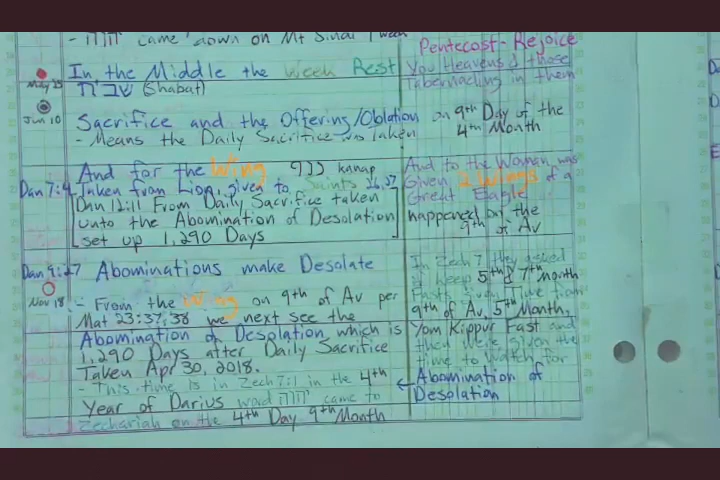 - יהוה came down on Mt Sinai 1 week
May 25
In the Middle the Week Rest
שבת (Shabat)
Jun 10
Sacrifice and the Offering/Oblation
- Means the Daily Sacrifice was Taken
And for the Wing כנף kanap
Dan 7:4 Taken from Lion, given to Saints
Dan 12:11 From Daily Sacrifice taken
unto the Abomination of Desolation
set up 1,290 Days
Dan 9:27 Abominations make Desolate
Nov 18
- From the Wing on 9th of Av per
Mat 23:37,38 we next see the
Abomination of Desolation which is
1,290 Days after Daily Sacrifice
Taken Apr 30, 2018.
- This time is in Zech 7:1 in the 4th
Year of Darius word יהוה came to
Zechariah on the 4th Day 9th Month
Pentecost - Rejoice
You Heavens & those
Tabernacling in them
on 9th Day of the
4th Month
And to the Woman was
Given 2 Wings of a
Great Eagle
happened on the
9th of Av
In Zech 7 they asked
5th & 7th Month
Time from
9th of Av, 5th Month,
Yom Kippur Fast and
they were given the
time to Watch for
Abomination of
Desolation